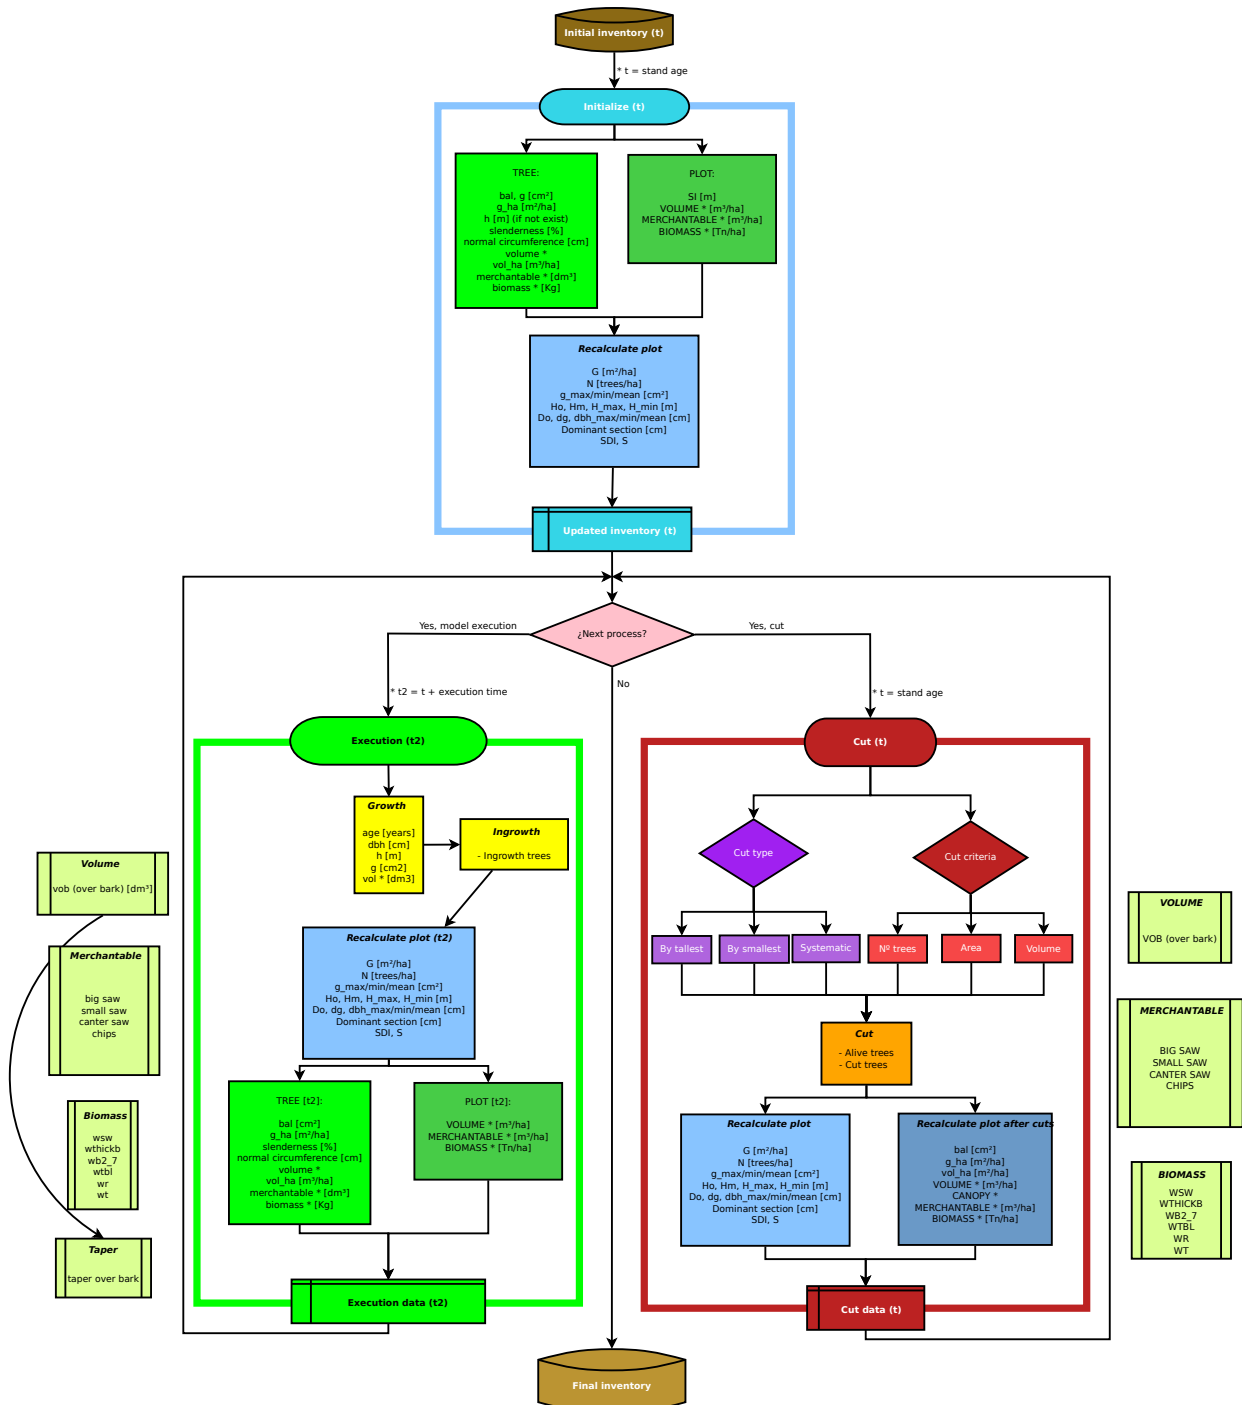 Initial inventory (t)
* t = stand age
Initialize (t)
TREE:
bal, g [cm²]
g_ha [m²/ha]
h [m] (if not exist)
slenderness [%]
normal circumference [cm]
volume *
vol_ha [m³/ha]
merchantable * [dm³]
biomass * [Kg]
PLOT:
SI [m]
VOLUME * [m³/ha]
MERCHANTABLE * [m³/ha]
BIOMASS * [Tn/ha]
Recalculate plot
G [m²/ha]
N [trees/ha]
g_max/min/mean [cm²]
Ho, Hm, H_max, H_min [m]
Do, dg, dbh_max/min/mean [cm]
Dominant section [cm]
SDI, S
Updated inventory (t)
¿Next process?
Yes, model execution
Yes, cut
No
* t2 = t + execution time
* t = stand age
Execution (t2)
Growth
age [years]
dbh [cm]
h [m]
g [cm2]
vol * [dm3]
Ingrowth
- Ingrowth trees
Recalculate plot (t2)
G [m²/ha]
N [trees/ha]
g_max/min/mean [cm²]
Ho, Hm, H_max, H_min [m]
Do, dg, dbh_max/min/mean [cm]
Dominant section [cm]
SDI, S
TREE [t2]:
bal [cm²]
g_ha [m²/ha]
slenderness [%]
normal circumference [cm]
volume *
vol_ha [m³/ha]
merchantable * [dm³]
biomass * [Kg]
PLOT [t2]:
VOLUME * [m³/ha]
MERCHANTABLE * [m³/ha]
BIOMASS * [Tn/ha]
Execution data (t2)
Cut (t)
Cut type
Cut criteria
By tallest
By smallest
Systematic
Nº trees
Area
Volume
Cut
- Alive trees
- Cut trees
Recalculate plot
G [m²/ha]
N [trees/ha]
g_max/min/mean [cm²]
Ho, Hm, H_max, H_min [m]
Do, dg, dbh_max/min/mean [cm]
Dominant section [cm]
SDI, S
Recalculate plot after cuts
bal [cm²]
g_ha [m²/ha]
vol_ha [m²/ha]
VOLUME * [m³/ha]
CANOPY *
MERCHANTABLE * [m³/ha]
BIOMASS * [Tn/ha]
Cut data (t)
Volume
vob (over bark) [dm³]
Merchantable
big saw
small saw
canter saw
chips
Biomass
wsw
wthickb
wb2_7
wtbl
wr
wt
Taper
taper over bark
VOLUME
VOB (over bark)
MERCHANTABLE
BIG SAW
SMALL SAW
CANTER SAW
CHIPS
BIOMASS
WSW
WTHICKB
WB2_7
WTBL
WR
WT
Final inventory